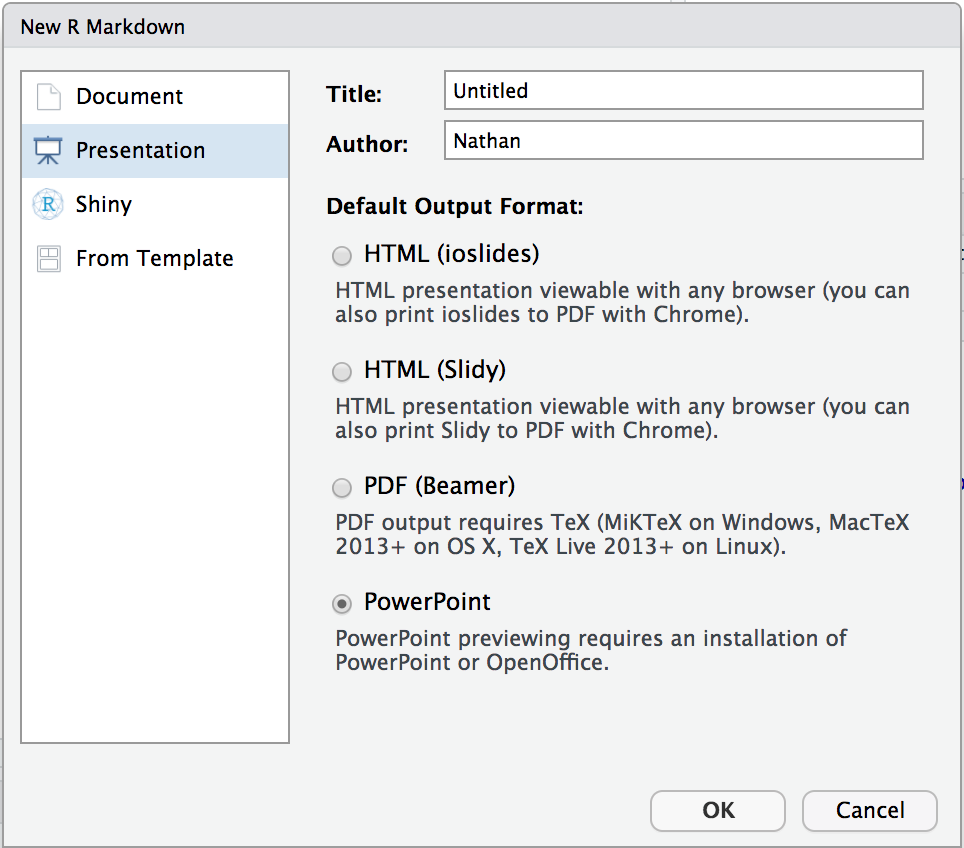 New R Markdown
Document
Presentation
R
Shiny
From Template
Title:
Untitled
Author:
Nathan
Default Output Format:
HTML (ioslides)
HTML presentation viewable with any browser (you can
also print ioslides to PDF with Chrome).
HTML (Slidy)
HTML presentation viewable with any browser (you can
also print Slidy to PDF with Chrome).
PDF (Beamer)
PDF output requires TeX (MiKTeX on Windows, MacTeX
2013+ on OS X, TeX Live 2013+ on Linux).
PowerPoint
PowerPoint previewing requires an installation of
PowerPoint or OpenOffice.
OK
Cancel